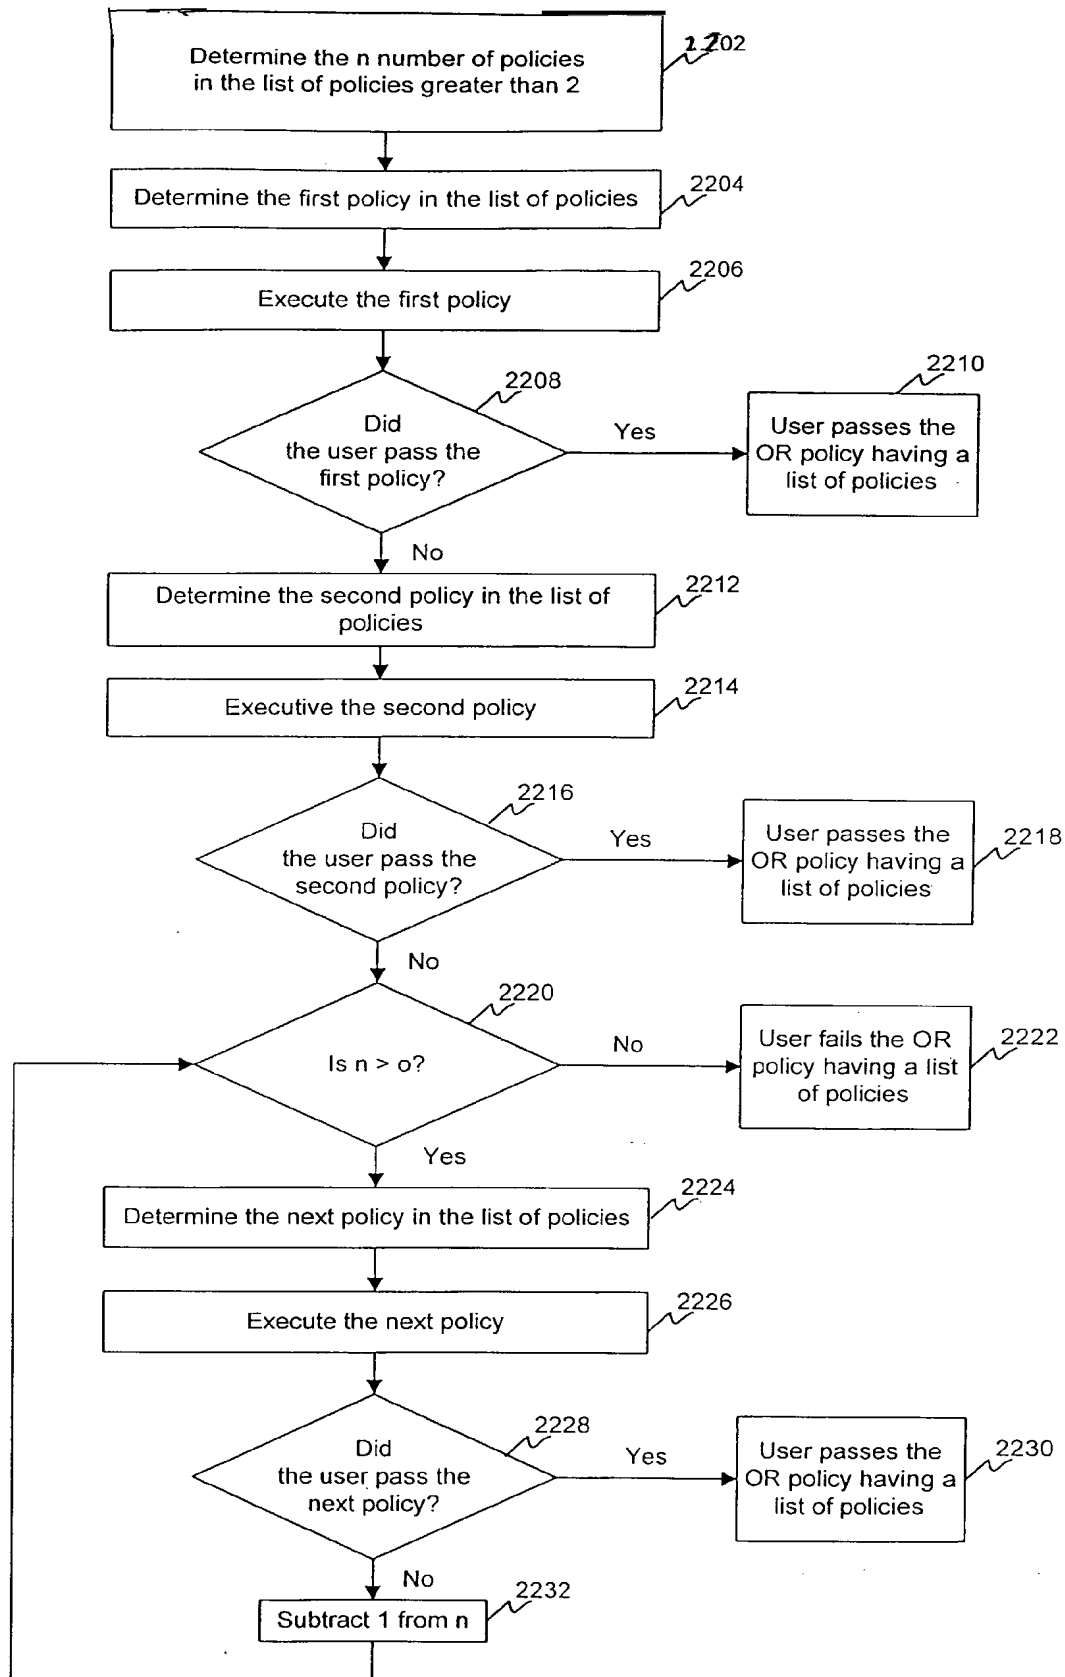 Determine the n number of policies
in the list of policies greater than 2
2202
Determine the first policy in the list of policies
2204
Execute the first policy
2206
Did
the user pass the
first policy?
2208
Yes
User passes the
OR policy having a
list of policies
2210
No
Determine the second policy in the list of
policies
2212
Executive the second policy
2214
Did
the user pass the
second policy?
2216
Yes
User passes the
OR policy having a
list of policies
2218
No
Is n > o?
2220
No
User fails the OR
policy having a list
of policies
2222
Yes
Determine the next policy in the list of policies
2224
Execute the next policy
2226
Did
the user pass the
next policy?
2228
Yes
User passes the
OR policy having a
list of policies
2230
No
Subtract 1 from n
2232